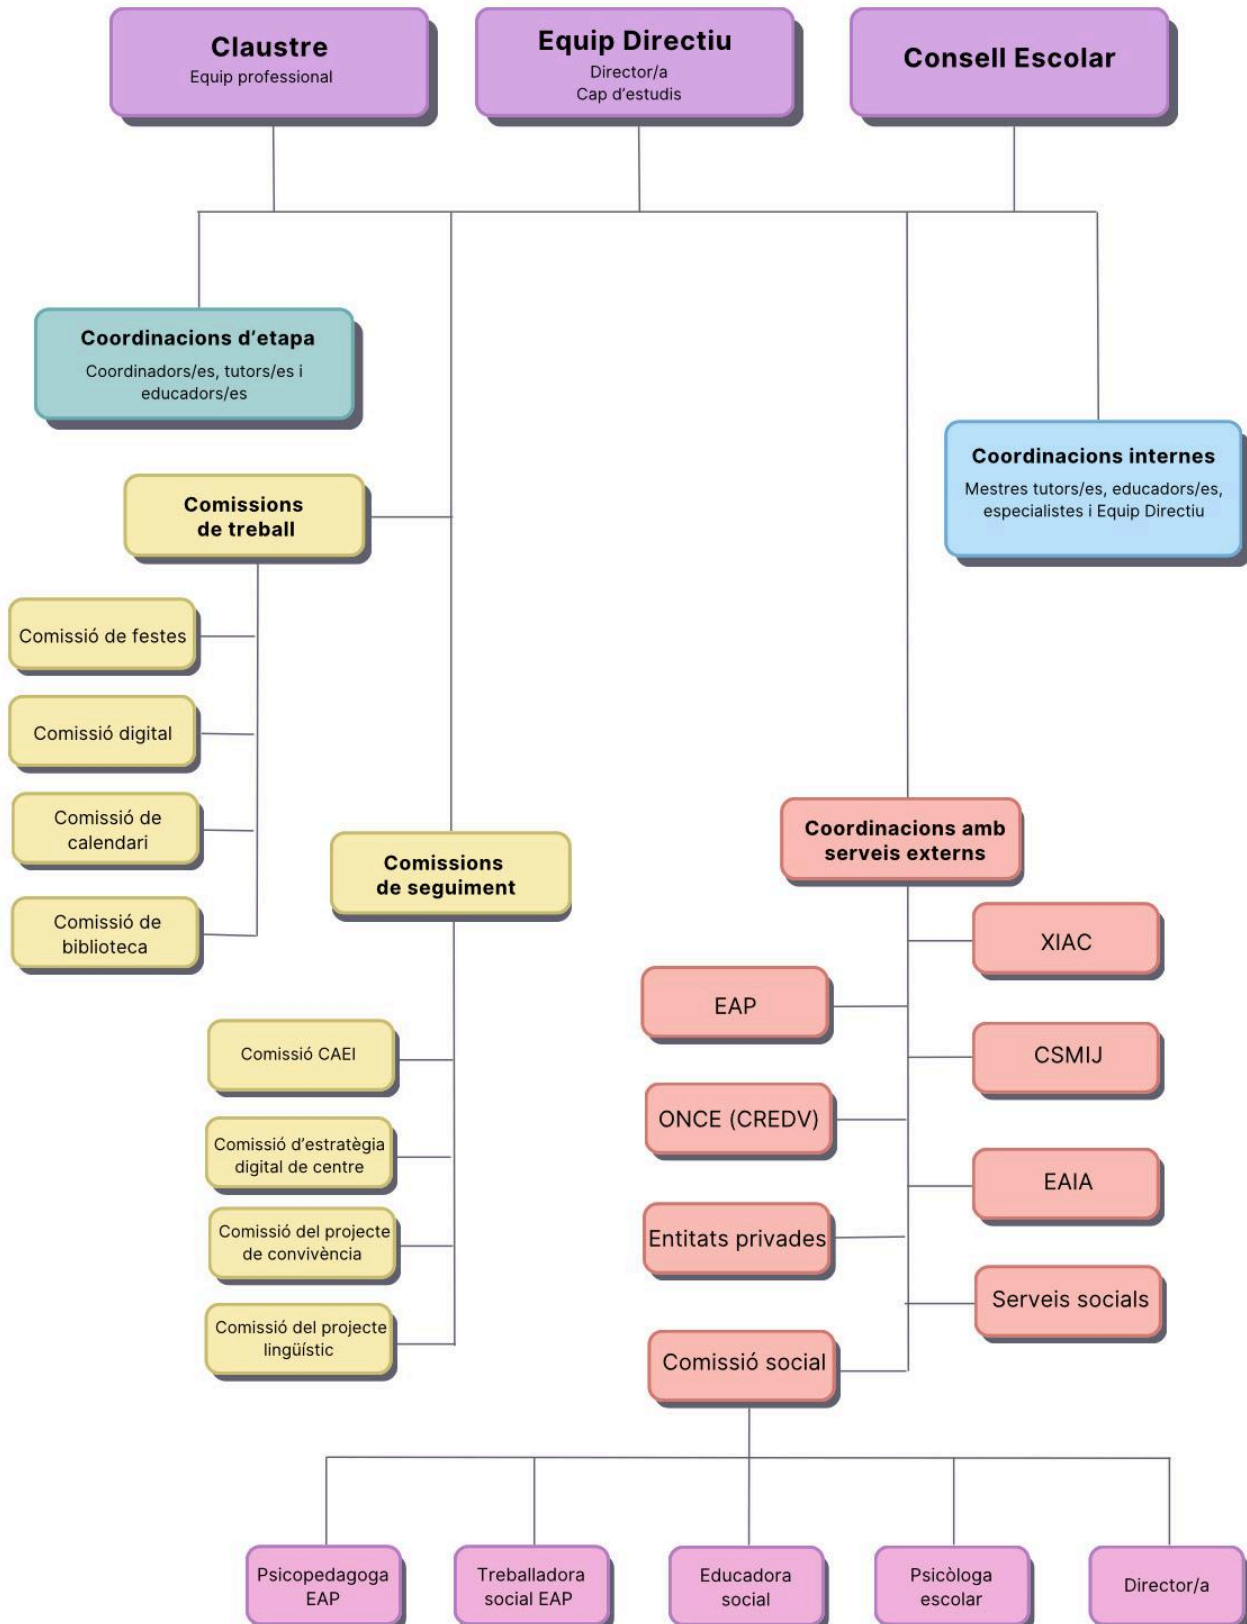 Claustre
Equip professional
Equip Directiu
Director/a
Cap d'estudis
Consell Escolar
Coordinacions d'etapa
Coordinadors/es, tutors/es i
educadors/es
Coordinacions internes
Mestres tutors/es, educadors/es,
especialistes i Equip Directiu
Comissions
de treball
Comissió de festes
Comissió digital
Comissió de
calendari
Comissió de
biblioteca
Comissions
de seguiment
Comissió CAEI
Comissió d'estratègia
digital de centre
Comissió del projecte
de convivència
Comissió del projecte
lingüístic
Coordinacions amb
serveis externs
XIAC
EAP
CSMIJ
ONCE (CREDV)
EAIA
Entitats privades
Serveis socials
Comissió social
Psicopedagoga
EAP
Treballadora
social EAP
Educadora
social
Psicòloga
escolar
Director/a